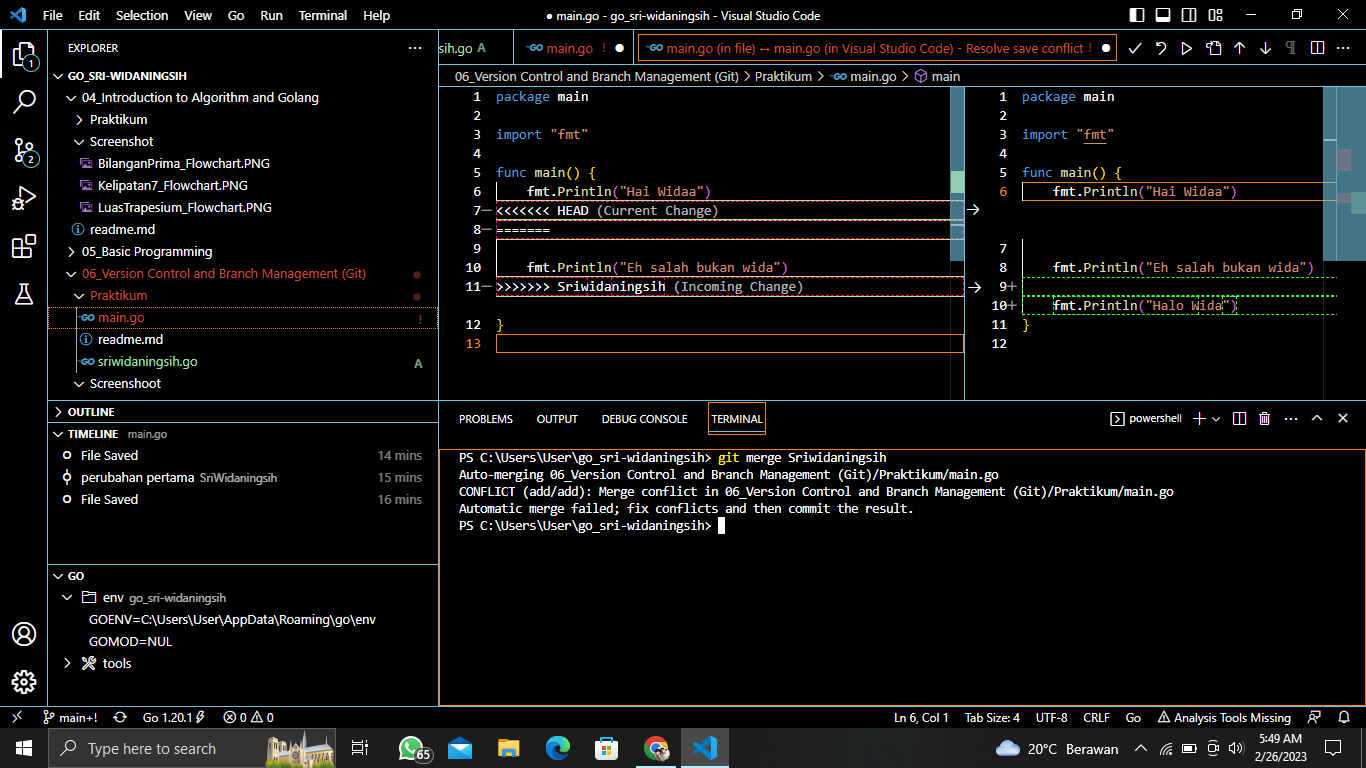 File Edit Selection View Go Run Terminal Help
● main.go - go_sri-widaningsih - Visual Studio Code
EXPLORER
GO_SRI-WIDANINGSIH
04_Introduction to Algorithm and Golang
Praktikum
Screenshot
BilanganPrima_Flowchart.PNG
Kelipatan7_Flowchart.PNG
LuasTrapesium_Flowchart.PNG
readme.md
05_Basic Programming
06_Version Control and Branch Management (Git)
Praktikum
main.go !
readme.md
sriwidaningsih.go A
Screenshoot
OUTLINE
TIMELINE main.go
File Saved 14 mins
perubahan pertama SriWidaningsih 15 mins
File Saved 16 mins
GO
env go_sri-widaningsih
GOENV=C:\Users\User\AppData\Roaming\go\env
GOMOD=NUL
tools
sih.go A
main.go ! ●
main.go (in file) ↔ main.go (in Visual Studio Code) - Resolve save conflict ! ●
06_Version Control and Branch Management (Git) > Praktikum > main.go > main
1 package main
2
3 import "fmt"
4
5 func main() {
6 fmt.Println("Hai Widaa")
7 <<<<<<< HEAD (Current Change)
8 =======
9
10 fmt.Println("Eh salah bukan wida")
11 >>>>>>> Sriwidaningsih (Incoming Change)
12 }
13
1 package main
2
3 import "fmt"
4
5 func main() {
6 fmt.Println("Hai Widaa")
7
8 fmt.Println("Eh salah bukan wida")
9+
10+ fmt.Println("Halo Wida")
11 }
12
PROBLEMS OUTPUT DEBUG CONSOLE TERMINAL
powershell
PS C:\Users\User\go_sri-widaningsih> git merge Sriwidaningsih
Auto-merging 06_Version Control and Branch Management (Git)/Praktikum/main.go
CONFLICT (add/add): Merge conflict in 06_Version Control and Branch Management (Git)/Praktikum/main.go
Automatic merge failed; fix conflicts and then commit the result.
PS C:\Users\User\go_sri-widaningsih>
1
2
main+! Go 1.20.1 0 0
Ln 6, Col 1 Tab Size: 4 UTF-8 CRLF Go Analysis Tools Missing
Type here to search
65
20°C Berawan
5:49 AM
2/26/2023